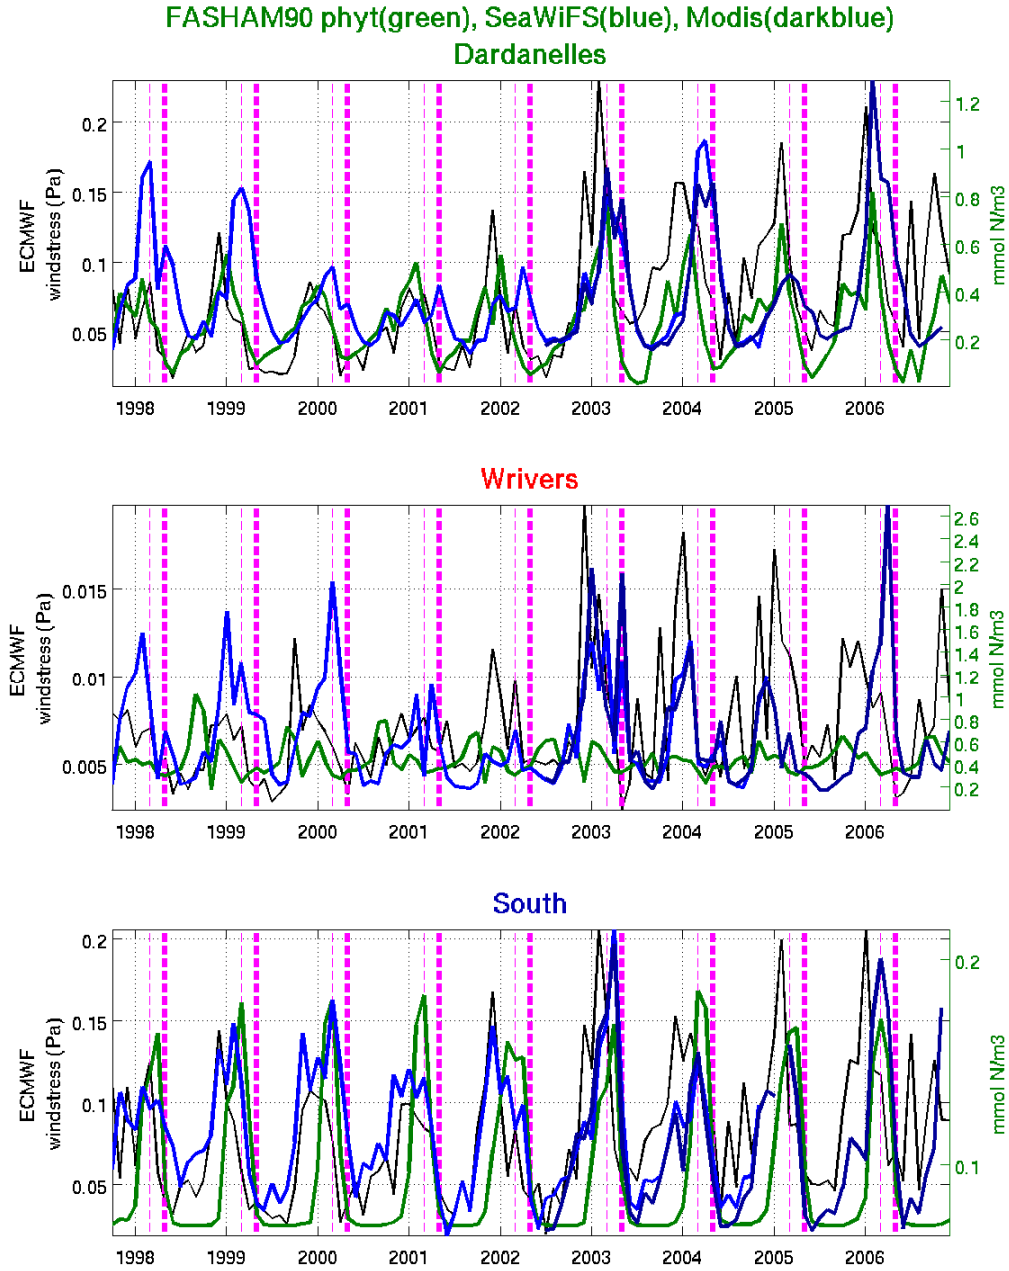 FASHAM90 phyt(green), SeaWiFS(blue), Modis(darkblue)
Dardanelles
ECMWF
windstress (Pa)
0.2
0.15
0.1
0.05
1.2
1
0.8
0.6
0.4
0.2
mmol N/m3
1998 1999 2000 2001 2002 2003 2004 2005 2006
Wrivers
ECMWF
windstress (Pa)
0.015
0.01
0.005
2.6
2.4
2.2
2
1.8
1.6
1.4
1.2
1
0.8
0.6
0.4
0.2
mmol N/m3
1998 1999 2000 2001 2002 2003 2004 2005 2006
South
ECMWF
windstress (Pa)
0.2
0.15
0.1
0.05
0.2
0.1
mmol N/m3
1998 1999 2000 2001 2002 2003 2004 2005 2006